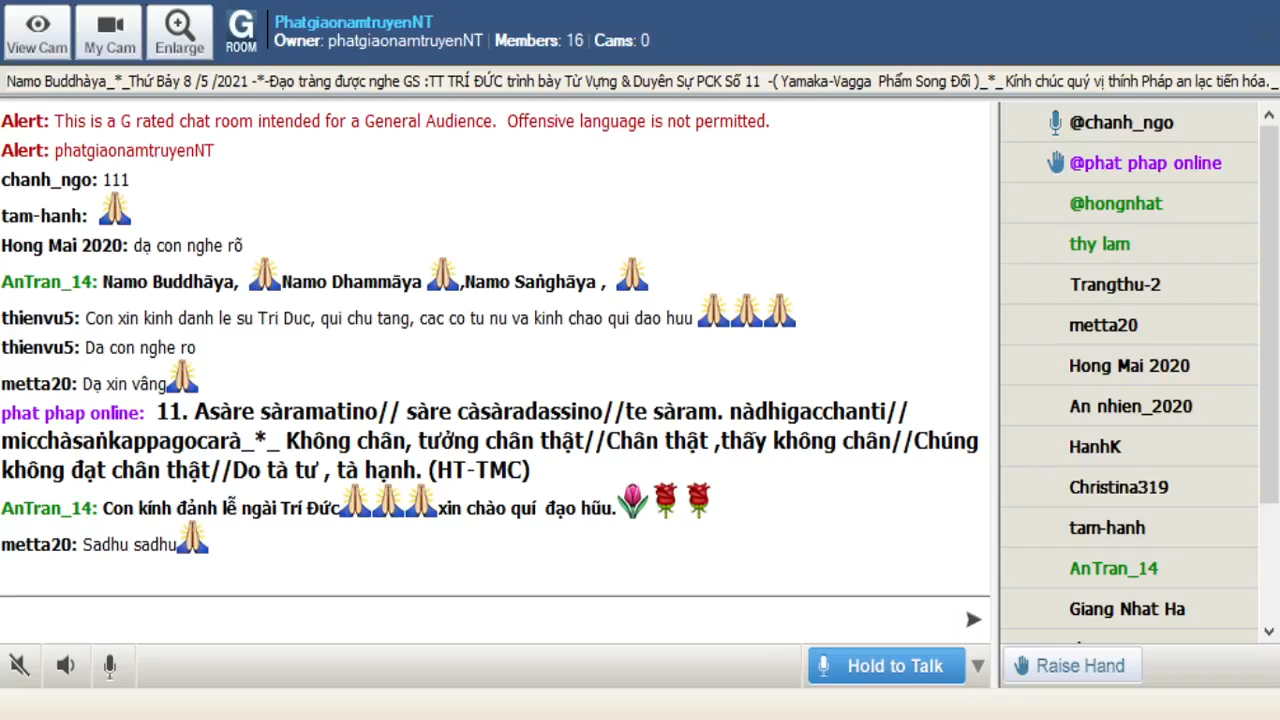 View Cam
My Cam
Enlarge
G
ROOM
PhatgiaonamtruyenNT
Owner: phatgiaonamtruyenNT | Members: 16 | Cams: 0
Namo Buddhàya_*_Thứ Bảy 8 /5 /2021 -*-Đạo tràng được nghe GS :TT TRÍ ĐỨC trình bày Từ Vựng & Duyên Sự PCK Số 11 -( Yamaka-Vagga Phẩm Song Đối )_*_ Kính chúc quý vị thính Pháp an lạc tiến hóa._
Alert: This is a G rated chat room intended for a General Audience. Offensive language is not permitted.
Alert: phatgiaonamtruyenNT
chanh_ngo: 111
tam-hanh:
Hong Mai 2020: dạ con nghe rõ
AnTran_14: Namo Buddhāya, Namo Dhammāya ,Namo Saṅghāya ,
thienvu5: Con xin kinh danh le su Tri Duc, qui chu tang, cac co tu nu va kinh chao qui dao huu
thienvu5: Da con nghe ro
metta20: Dạ xin vâng
phat phap online: 11. Asàre sàramatino// sàre càsàradassino//te sàram. nàdhigacchanti//
micchàsaṅkappagocarà_*_ Không chân, tưởng chân thật//Chân thật ,thấy không chân//Chúng
không đạt chân thật//Do tà tư , tà hạnh. (HT-TMC)
AnTran_14: Con kính đảnh lễ ngài Trí Đức xin chào quí đạo hũu.
metta20: Sadhu sadhu
Hold to Talk
@chanh_ngo
@phat phap online
@hongnhat
thy lam
Trangthu-2
metta20
Hong Mai 2020
An nhien_2020
HanhK
Christina319
tam-hanh
AnTran_14
Giang Nhat Ha
Raise Hand